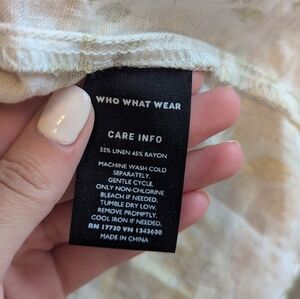 WHO WHAT WEAR
CARE INFO
55% LINEN 45% RAYON
MACHINE WASH COLD
SEPARATELY,
GENTLE CYCLE.
ONLY NON-CHLORINE
BLEACH IF NEEDED.
TUMBLE DRY LOW.
REMOVE PROMPTLY.
COOL IRON IF NEEDED.
RN 17730 VN 1343630
MADE IN CHINA